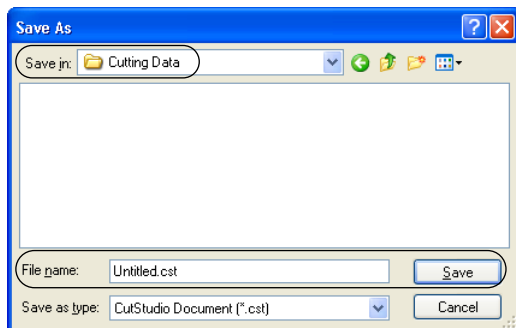 Save As
Save in: Cutting Data
File name: Untitled.cst Save
Save as type: CutStudio Document (*.cst) Cancel